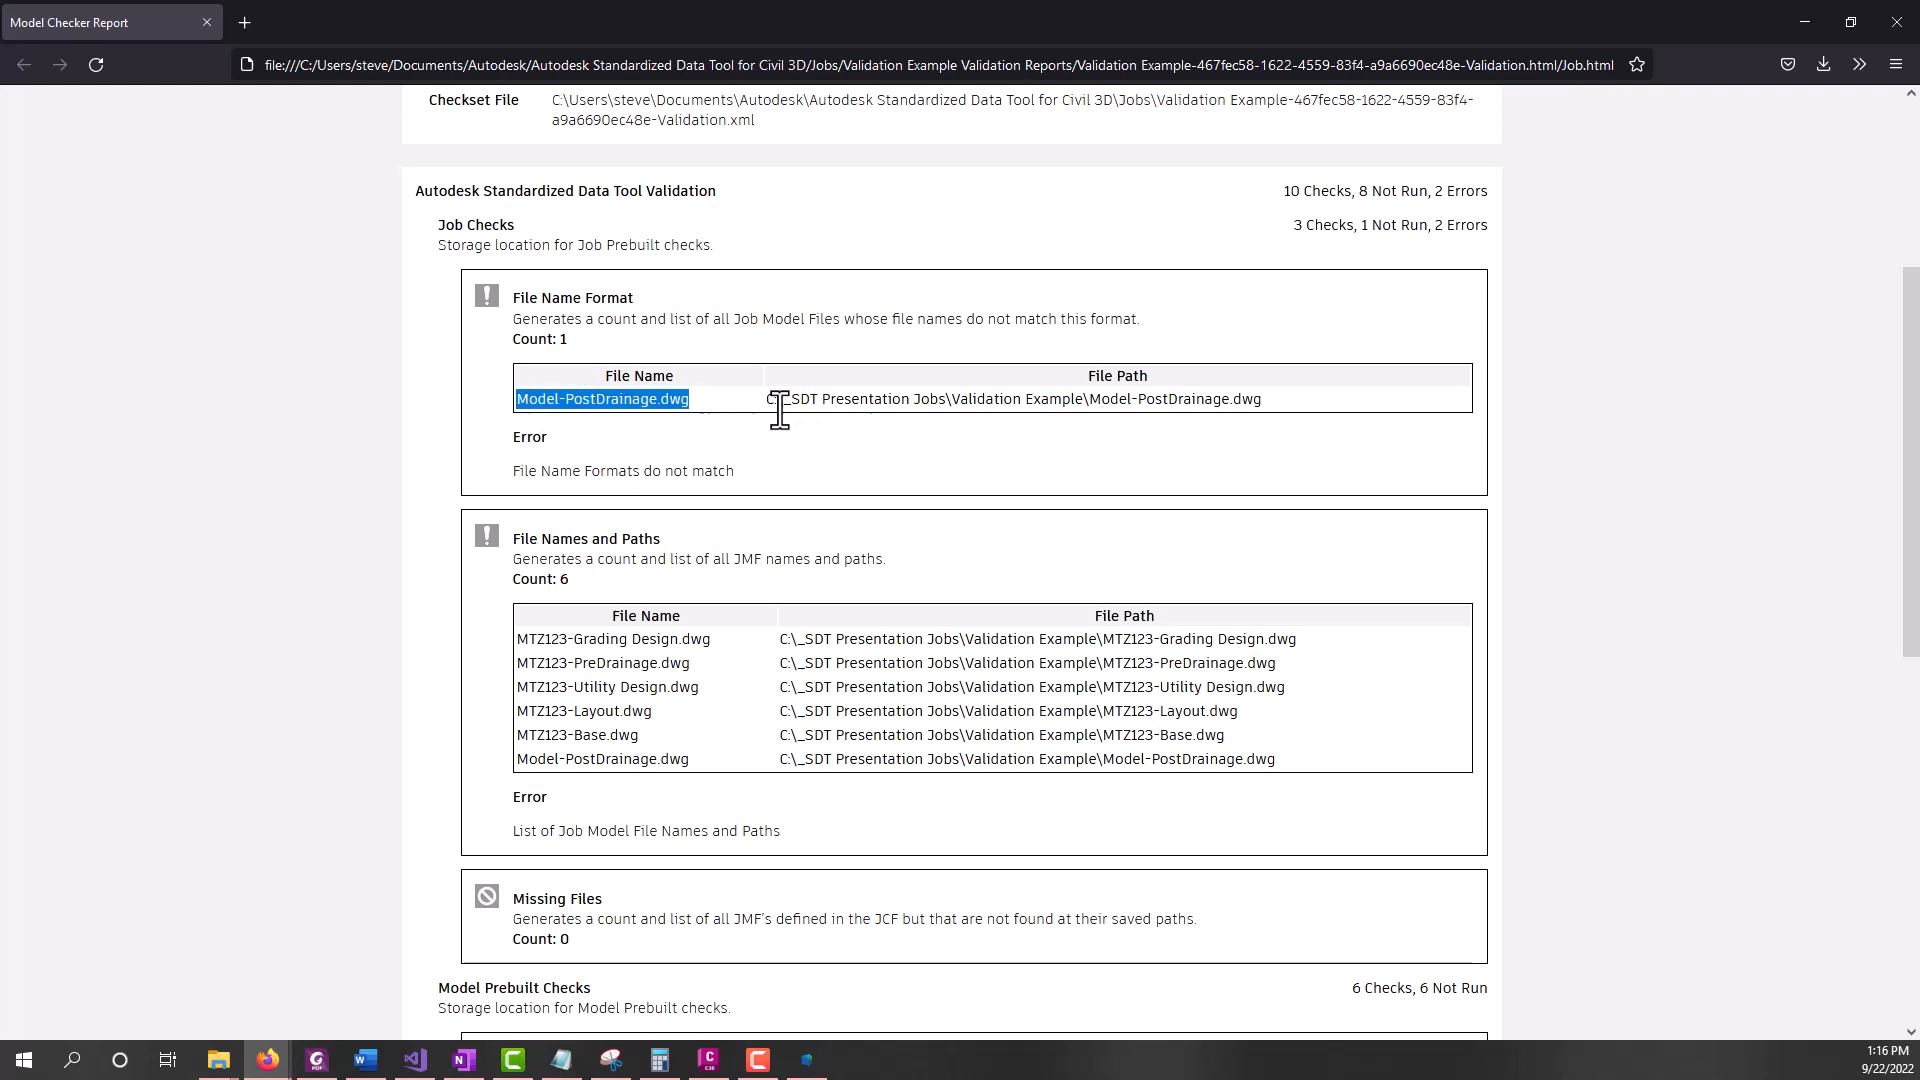 Model Checker Report
file:///C:/Users/steve/Documents/Autodesk/Autodesk Standardized Data Tool for Civil 3D/Jobs/Validation Example Validation Reports/Validation Example-467fec58-1622-4559-83f4-a9a6690ec48e-Validation.html/Job.html
Checkset File C:\Users\steve\Documents\Autodesk\Autodesk Standardized Data Tool for Civil 3D\Jobs\Validation Example-467fec58-1622-4559-83f4-
a9a6690ec48e-Validation.xml
Autodesk Standardized Data Tool Validation 10 Checks, 8 Not Run, 2 Errors
Job Checks 3 Checks, 1 Not Run, 2 Errors
Storage location for Job Prebuilt checks.
File Name Format
Generates a count and list of all Job Model Files whose file names do not match this format.
Count: 1
File Name File Path
Model-PostDrainage.dwg C:\_SDT Presentation Jobs\Validation Example\Model-PostDrainage.dwg
Error
File Name Formats do not match
File Names and Paths
Generates a count and list of all JMF names and paths.
Count: 6
File Name File Path
MTZ123-Grading Design.dwg C:\_SDT Presentation Jobs\Validation Example\MTZ123-Grading Design.dwg
MTZ123-PreDrainage.dwg C:\_SDT Presentation Jobs\Validation Example\MTZ123-PreDrainage.dwg
MTZ123-Utility Design.dwg C:\_SDT Presentation Jobs\Validation Example\MTZ123-Utility Design.dwg
MTZ123-Layout.dwg C:\_SDT Presentation Jobs\Validation Example\MTZ123-Layout.dwg
MTZ123-Base.dwg C:\_SDT Presentation Jobs\Validation Example\MTZ123-Base.dwg
Model-PostDrainage.dwg C:\_SDT Presentation Jobs\Validation Example\Model-PostDrainage.dwg
Error
List of Job Model File Names and Paths
Missing Files
Generates a count and list of all JMF's defined in the JCF but that are not found at their saved paths.
Count: 0
Model Prebuilt Checks 6 Checks, 6 Not Run
Storage location for Model Prebuilt checks.
1:16 PM
9/22/2022